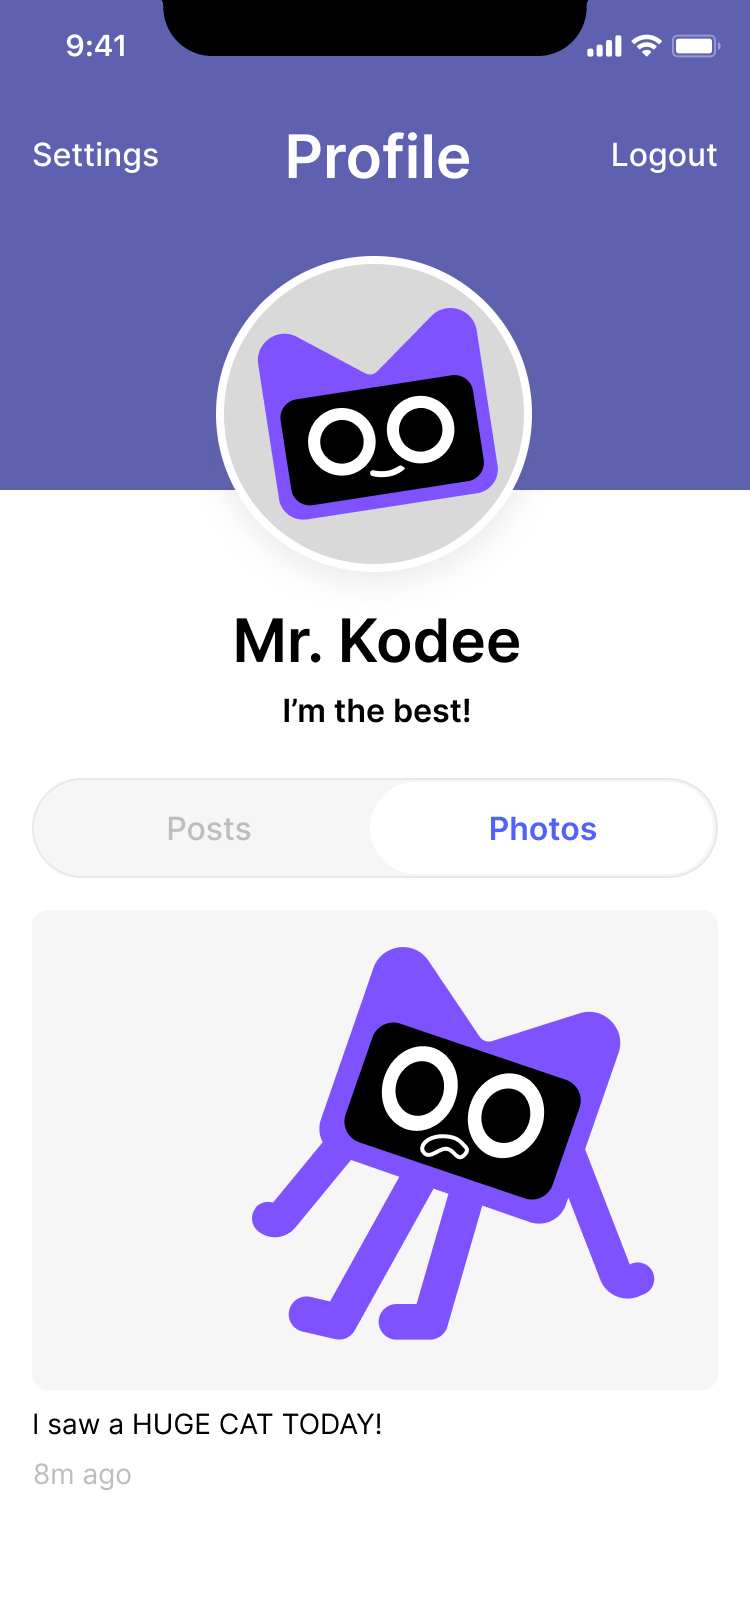 9:41
Settings
Profile
Logout
Mr. Kodee
I’m the best!
Posts
Photos
I saw a HUGE CAT TODAY!
8m ago